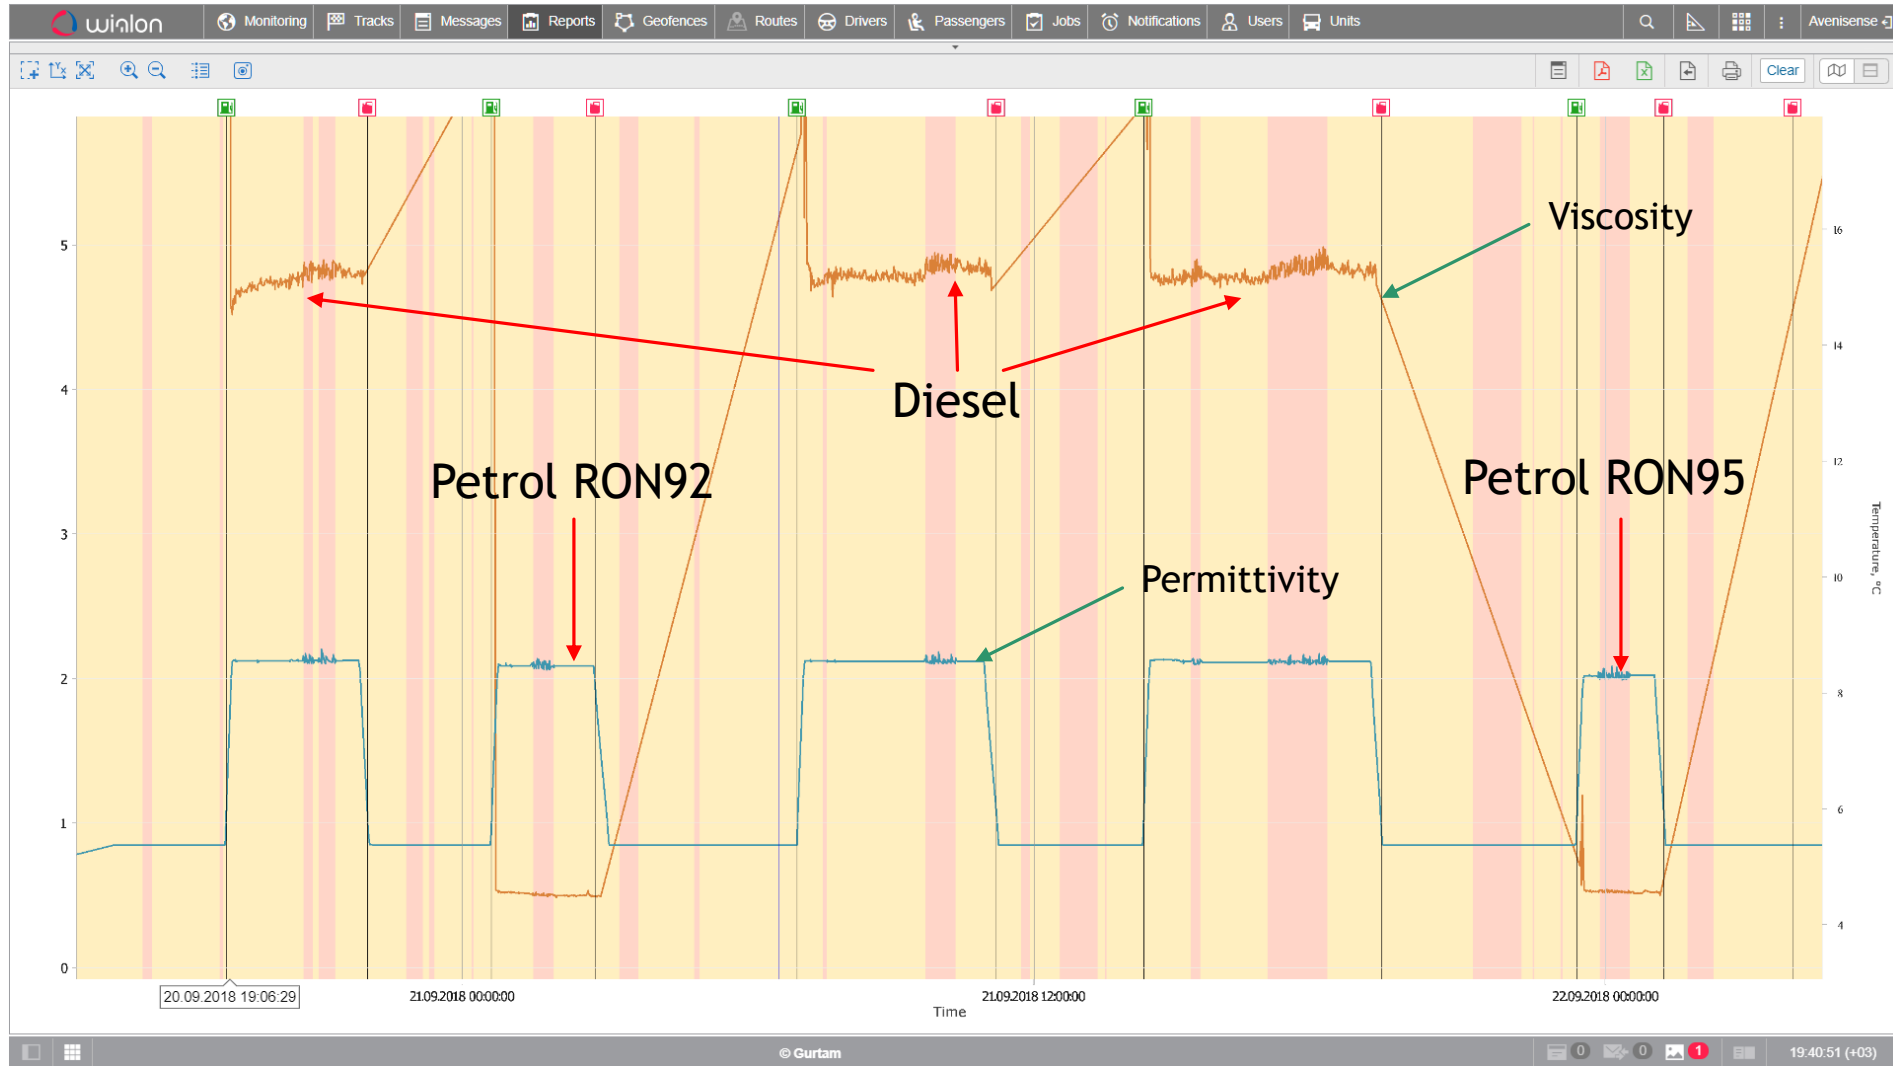 wialon Monitoring Tracks Messages Reports Geofences Routes Drivers Passengers Jobs Notifications Users Units Avenisense
Clear
Viscosity
5
16
14
Diesel
4
12
Petrol RON92
Petrol RON95
3
Temperature, °C
10
Permittivity
2
8
1
6
4
0
20.09.2018 19:06:29
21.09.2018 00:00:00
21.09.2018 12:00:00
22.09.2018 00:00:00
Time
© Gurtam
0
0
1
19:40:51 (+03)